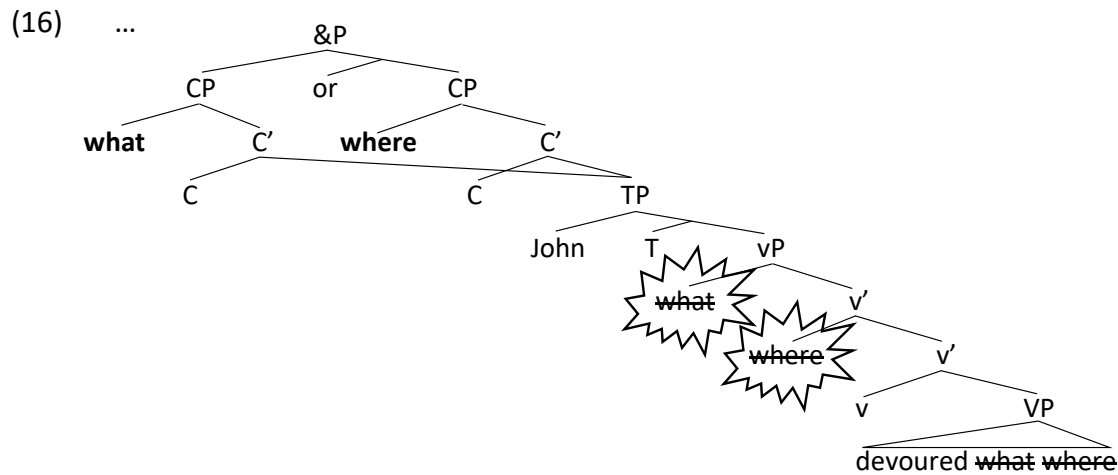 (16) ...
&P
CP or CP
what C’ where C’
C C TP
John T vP
what v’
where v’
v VP
devoured what where